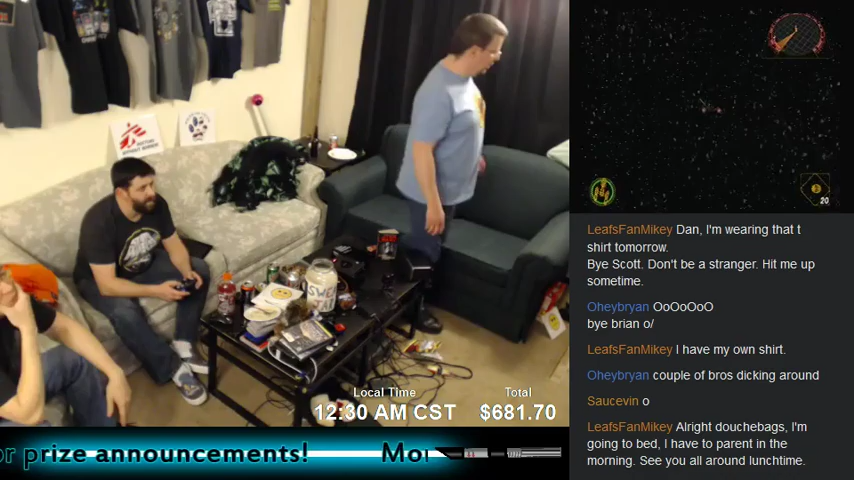 LeafsFanMikey Dan, I'm wearing that t
shirt tomorrow.
Bye Scott. Don't be a stranger. Hit me up
sometime.
Oheybryan OoOoOoO
bye brian o/
LeafsFanMikey I have my own shirt.
Oheybryan couple of bros dicking around
Saucevin o
LeafsFanMikey Alright douchebags, I'm
going to bed, I have to parent in the
morning. See you all around lunchtime.
20
SWEAR
Local Time
12:30 AM CST
Total
$681.70
or prize announcements!
Mo